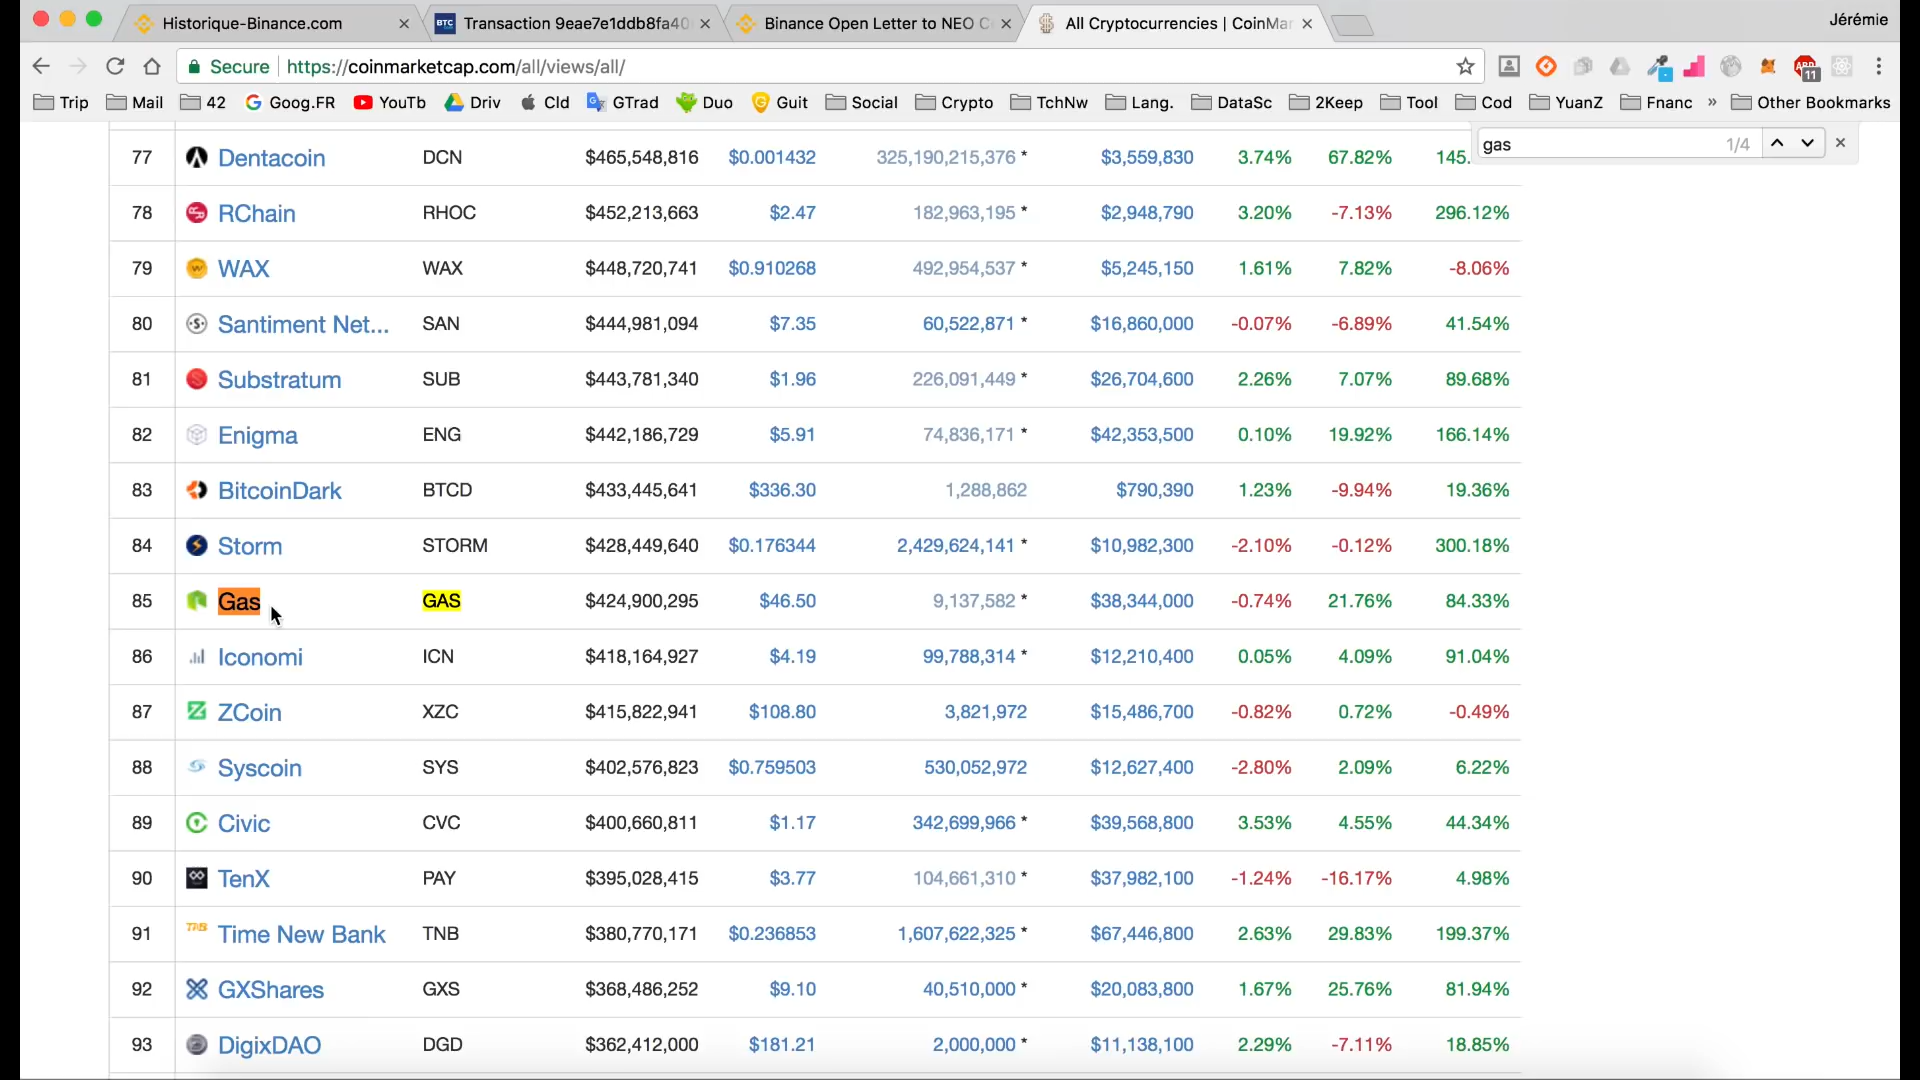 Historique-Binance.com
Transaction 9eae7e1ddb8fa40
Binance Open Letter to NEO C
All Cryptocurrencies | CoinMar
Jérémie
Secure https://coinmarketcap.com/all/views/all/
11
Trip Mail 42 Goog.FR YouTb Driv Cld GTrad Duo Guit Social Crypto TchNw Lang. DataSc 2Keep Tool Cod YuanZ Fnanc » Other Bookmarks
gas 1/4
77 Dentacoin DCN $465,548,816 $0.001432 325,190,215,376 * $3,559,830 3.74% 67.82% 145.
78 RChain RHOC $452,213,663 $2.47 182,963,195 * $2,948,790 3.20% -7.13% 296.12%
79 WAX WAX $448,720,741 $0.910268 492,954,537 * $5,245,150 1.61% 7.82% -8.06%
80 Santiment Net... SAN $444,981,094 $7.35 60,522,871 * $16,860,000 -0.07% -6.89% 41.54%
81 Substratum SUB $443,781,340 $1.96 226,091,449 * $26,704,600 2.26% 7.07% 89.68%
82 Enigma ENG $442,186,729 $5.91 74,836,171 * $42,353,500 0.10% 19.92% 166.14%
83 BitcoinDark BTCD $433,445,641 $336.30 1,288,862 $790,390 1.23% -9.94% 19.36%
84 Storm STORM $428,449,640 $0.176344 2,429,624,141 * $10,982,300 -2.10% -0.12% 300.18%
85 Gas GAS $424,900,295 $46.50 9,137,582 * $38,344,000 -0.74% 21.76% 84.33%
86 Iconomi ICN $418,164,927 $4.19 99,788,314 * $12,210,400 0.05% 4.09% 91.04%
87 ZCoin XZC $415,822,941 $108.80 3,821,972 $15,486,700 -0.82% 0.72% -0.49%
88 Syscoin SYS $402,576,823 $0.759503 530,052,972 $12,627,400 -2.80% 2.09% 6.22%
89 Civic CVC $400,660,811 $1.17 342,699,966 * $39,568,800 3.53% 4.55% 44.34%
90 TenX PAY $395,028,415 $3.77 104,661,310 * $37,982,100 -1.24% -16.17% 4.98%
91 Time New Bank TNB $380,770,171 $0.236853 1,607,622,325 * $67,446,800 2.63% 29.83% 199.37%
92 GXShares GXS $368,486,252 $9.10 40,510,000 * $20,083,800 1.67% 25.76% 81.94%
93 DigixDAO DGD $362,412,000 $181.21 2,000,000 * $11,138,100 2.29% -7.11% 18.85%